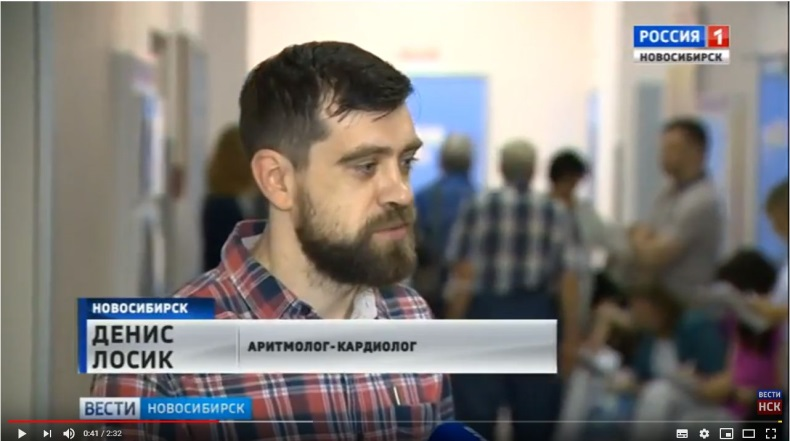 РОССИЯ 1
НОВОСИБИРСК
НОВОСИБИРСК
ДЕНИС
ЛОСИК
АРИТМОЛОГ-КАРДИОЛОГ
ВЕСТИ НОВОСИБИРСК
ВЕСТИ
НСК
0:41 / 2:32